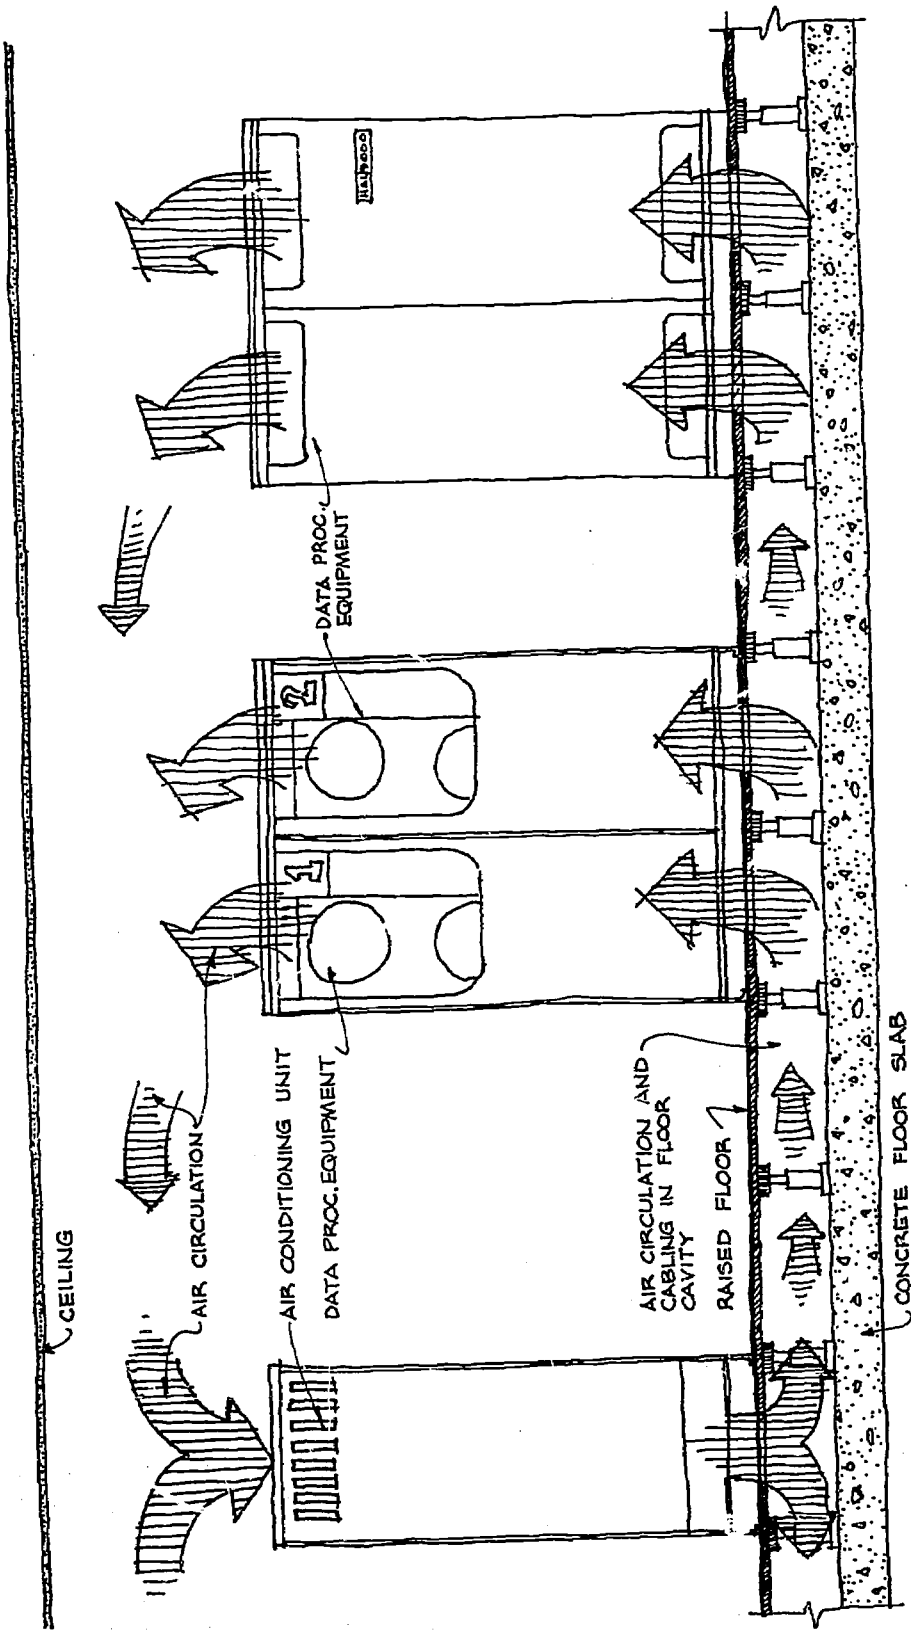 CEILING
AIR CIRCULATION
AIR CONDITIONING UNIT
DATA PROC. EQUIPMENT
DATA PROC.
EQUIPMENT
1
2
AIR CIRCULATION AND
CABLING IN FLOOR
CAVITY
RAISED FLOOR
CONCRETE FLOOR SLAB